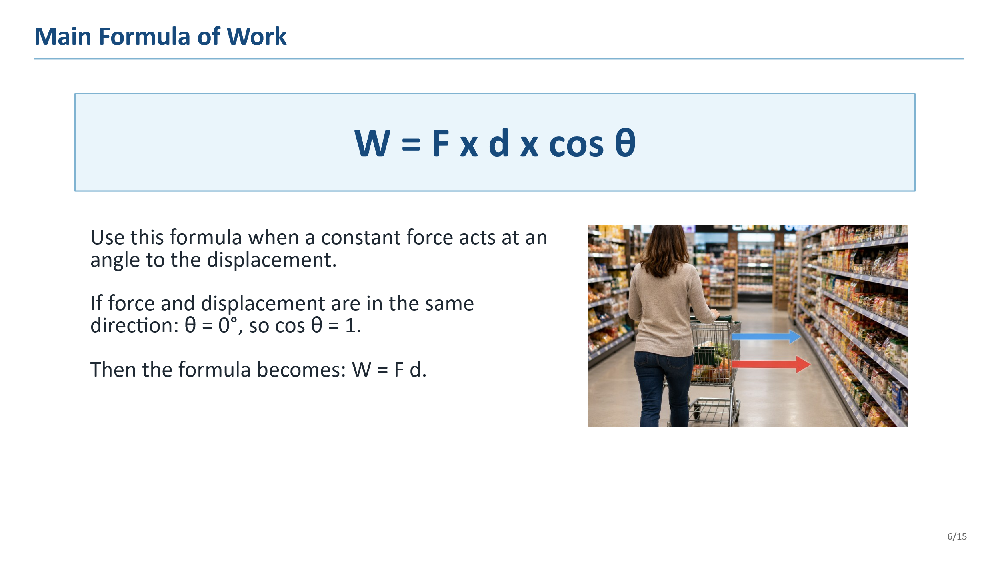 Main Formula of Work
W = F x d x cos θ
Use this formula when a constant force acts at an
angle to the displacement.
If force and displacement are in the same
direction: θ = 0°, so cos θ = 1.
Then the formula becomes: W = F d.
6/15